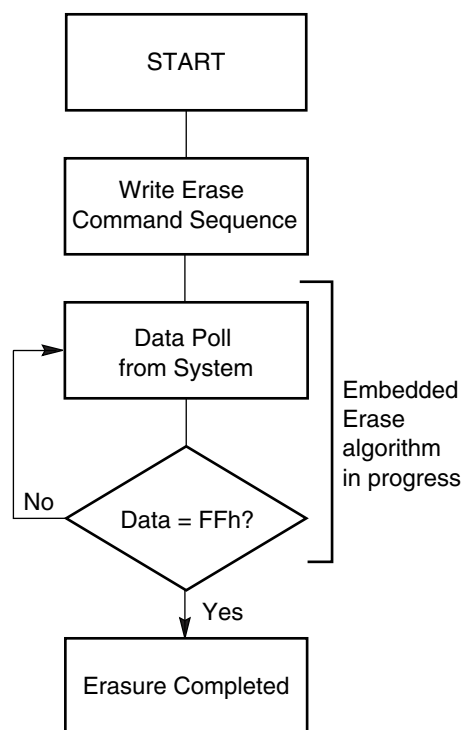 START
Write Erase
Command Sequence
Data Poll
from System
Embedded
Erase
algorithm
in progress
No
Data = FFh?
Yes
Erasure Completed